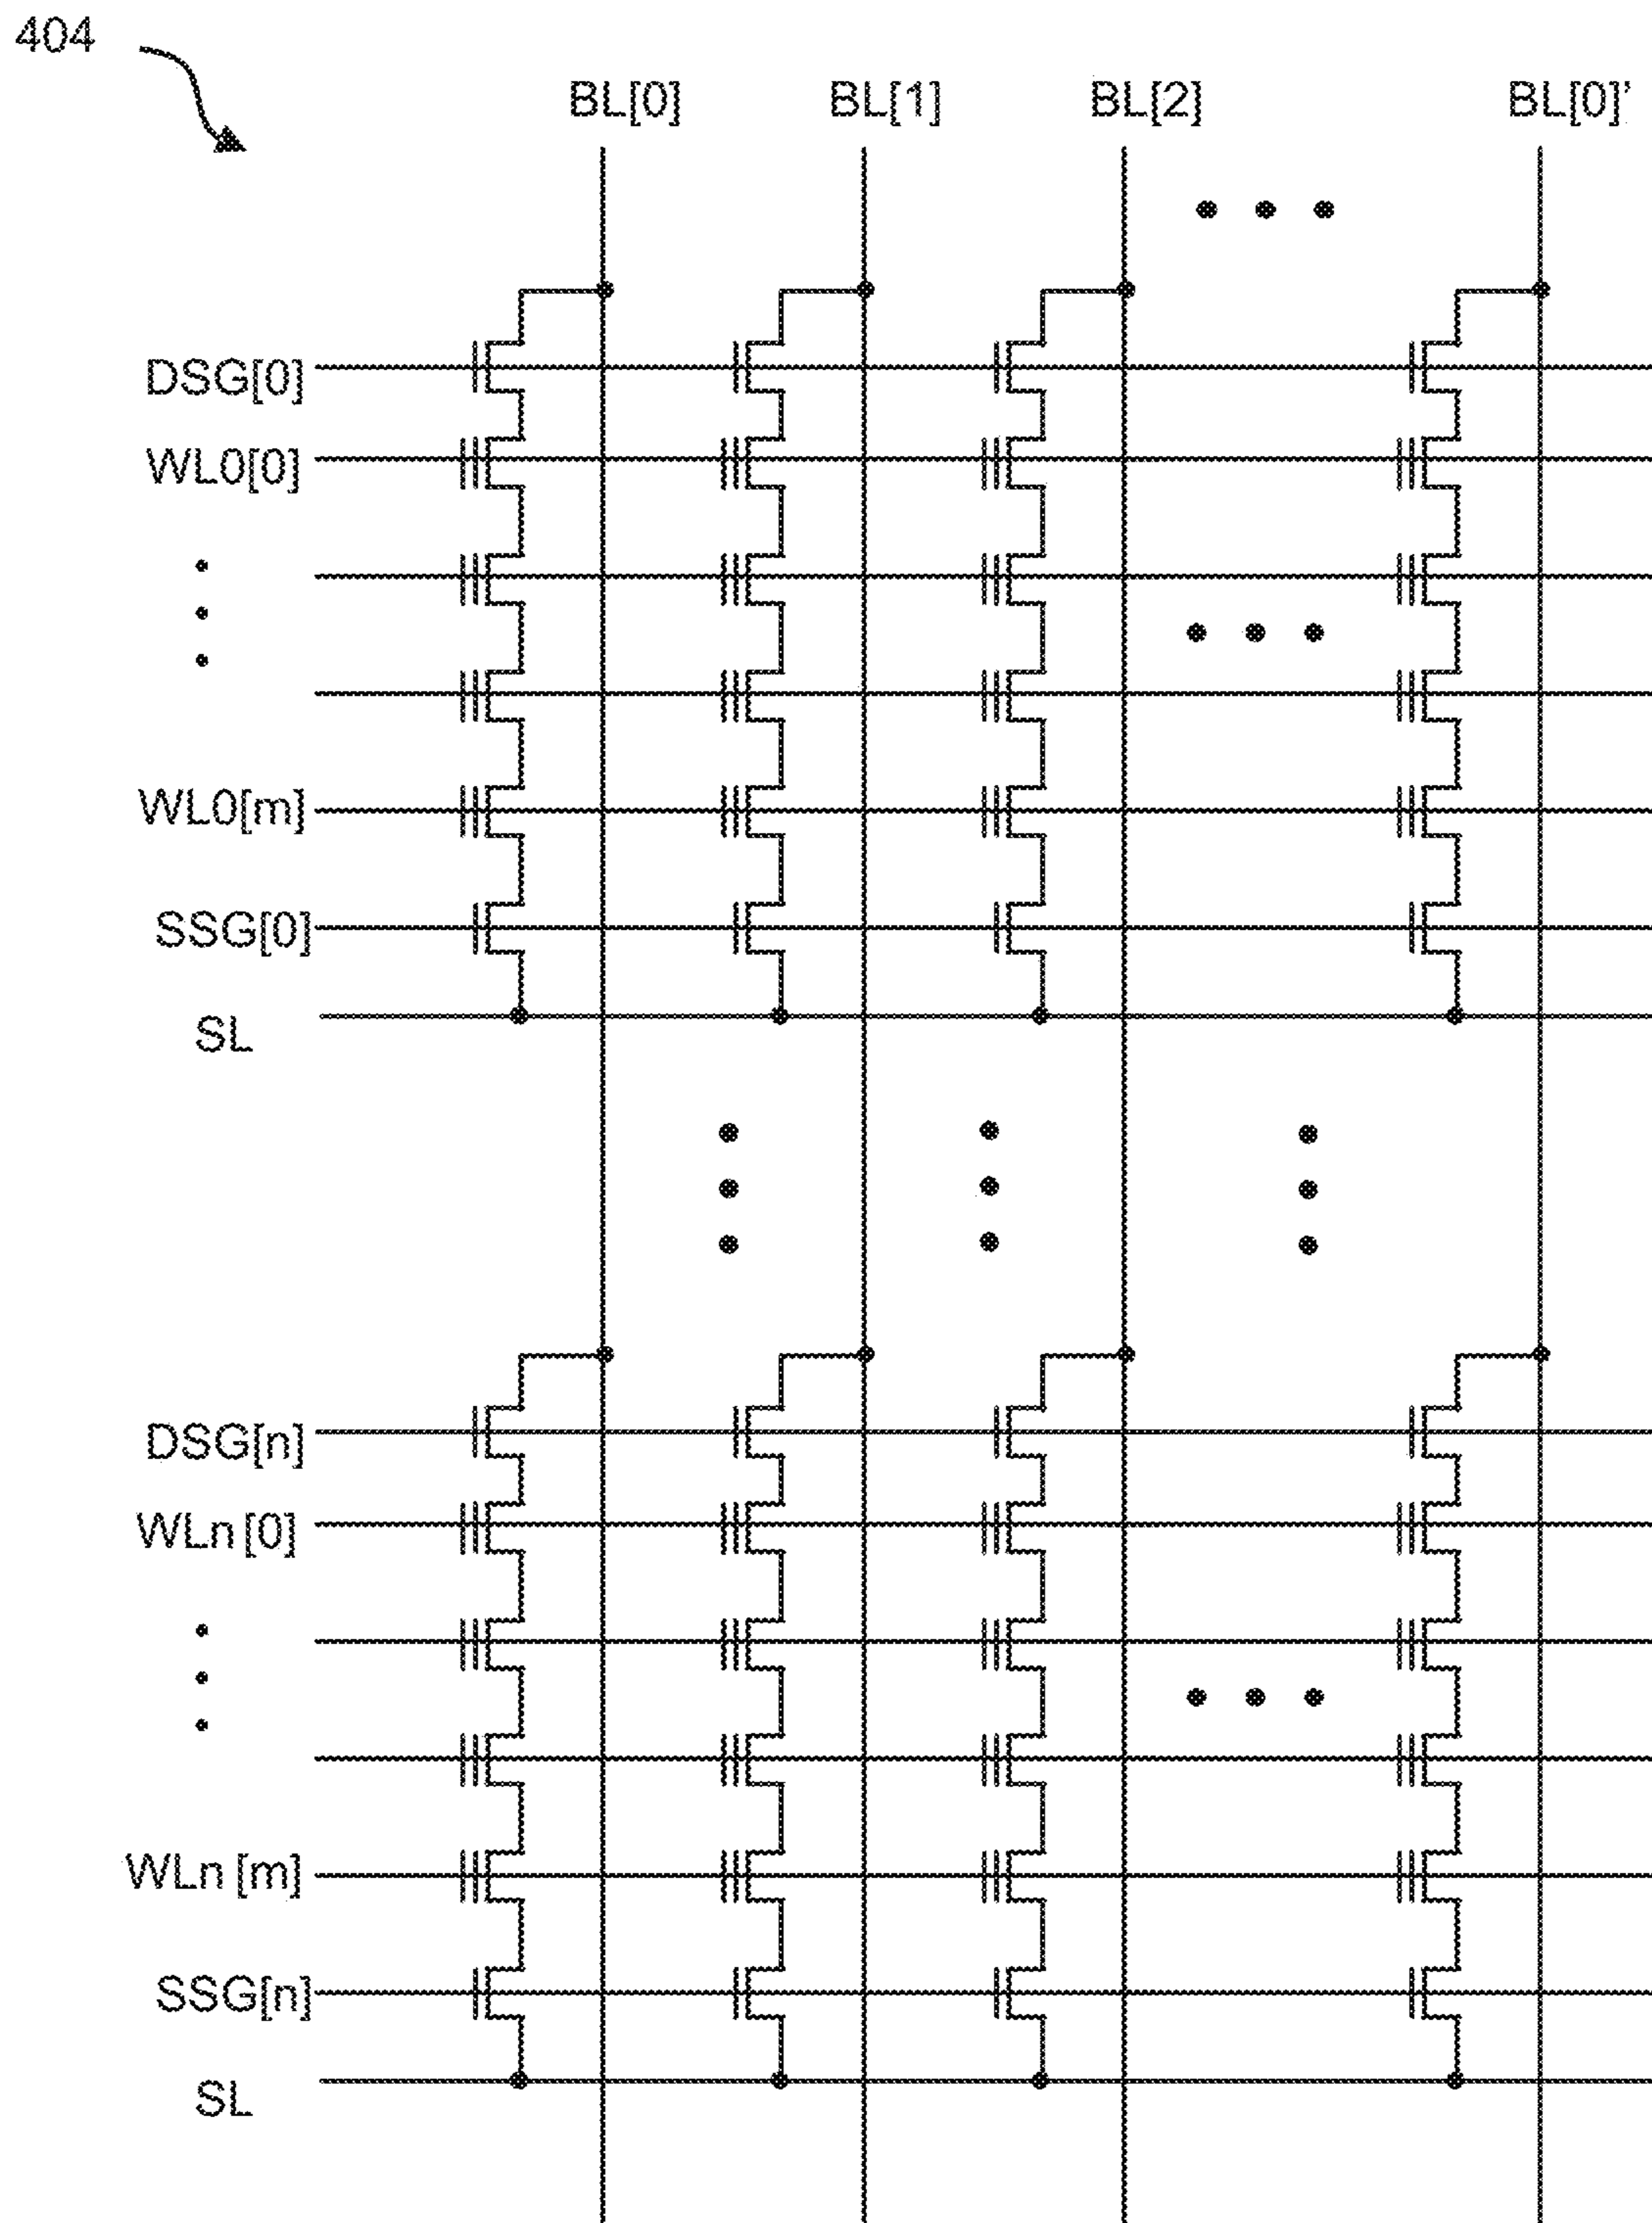 404
BL[0] BL[1] BL[2] BL[0]'
DSG[0]
WL0[0]
WL0[m]
SSG[0]
SL
DSG[n]
WLn [0]
WLn [m]
SSG[n]
SL